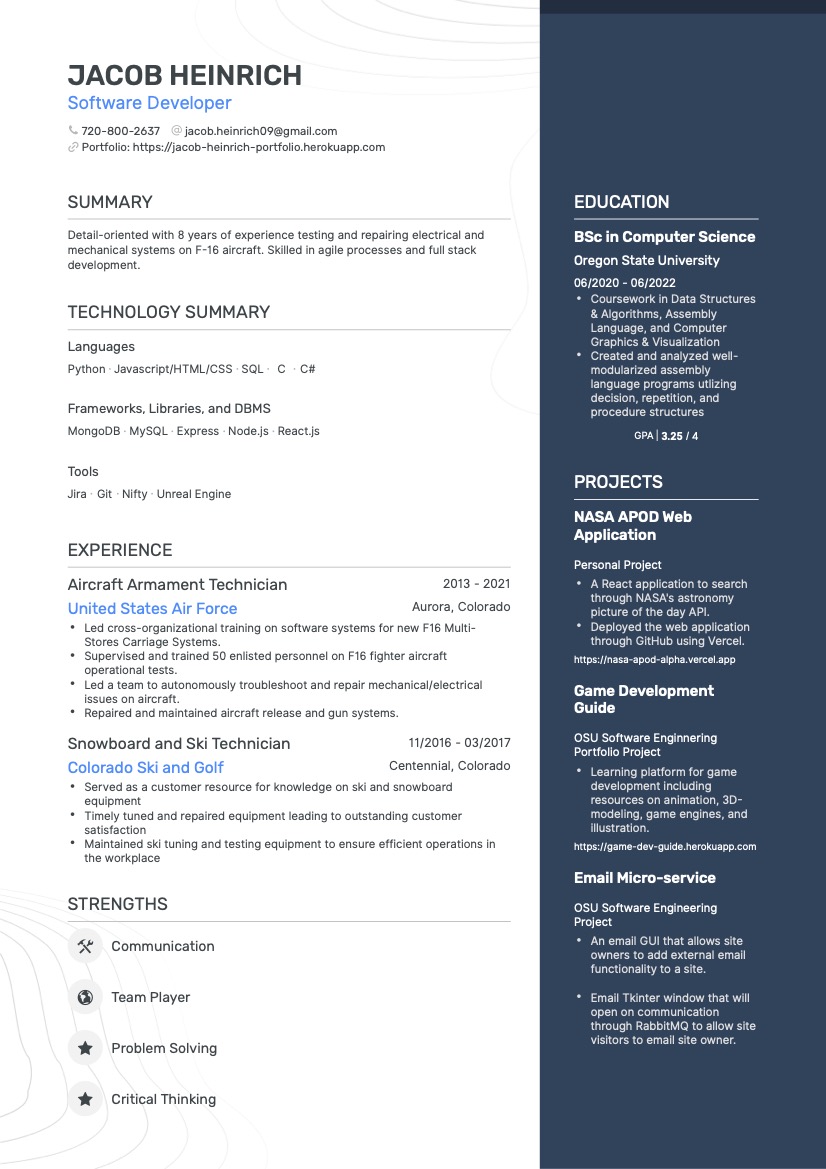 JACOB HEINRICH
Software Developer
720-800-2637 jacob.heinrich09@gmail.com
Portfolio: https://jacob-heinrich-portfolio.herokuapp.com
SUMMARY
Detail-oriented with 8 years of experience testing and repairing electrical and
mechanical systems on F-16 aircraft. Skilled in agile processes and full stack
development.
TECHNOLOGY SUMMARY
Languages
Python · Javascript/HTML/CSS · SQL · C · C#
Frameworks, Libraries, and DBMS
MongoDB · MySQL · Express · Node.js · React.js
Tools
Jira · Git · Nifty · Unreal Engine
EXPERIENCE
Aircraft Armament Technician 2013 - 2021
United States Air Force Aurora, Colorado
• Led cross-organizational training on software systems for new F16 Multi-
Stores Carriage Systems.
• Supervised and trained 50 enlisted personnel on F16 fighter aircraft
operational tests.
• Led a team to autonomously troubleshoot and repair mechanical/electrical
issues on aircraft.
• Repaired and maintained aircraft release and gun systems.
Snowboard and Ski Technician 11/2016 - 03/2017
Colorado Ski and Golf Centennial, Colorado
• Served as a customer resource for knowledge on ski and snowboard
equipment
• Timely tuned and repaired equipment leading to outstanding customer
satisfaction
• Maintained ski tuning and testing equipment to ensure efficient operations in
the workplace
STRENGTHS
Communication
Team Player
Problem Solving
Critical Thinking
EDUCATION
BSc in Computer Science
Oregon State University
06/2020 - 06/2022
• Coursework in Data Structures
& Algorithms, Assembly
Language, and Computer
Graphics & Visualization
• Created and analyzed well-
modularized assembly
language programs utlizing
decision, repetition, and
procedure structures
GPA | 3.25 / 4
PROJECTS
NASA APOD Web
Application
Personal Project
• A React application to search
through NASA's astronomy
picture of the day API.
• Deployed the web application
through GitHub using Vercel.
https://nasa-apod-alpha.vercel.app
Game Development
Guide
OSU Software Enginnering
Portfolio Project
• Learning platform for game
development including
resources on animation, 3D-
modeling, game engines, and
illustration.
https://game-dev-guide.herokuapp.com
Email Micro-service
OSU Software Engineering
Project
• An email GUI that allows site
owners to add external email
functionality to a site.
• Email Tkinter window that will
open on communication
through RabbitMQ to allow site
visitors to email site owner.